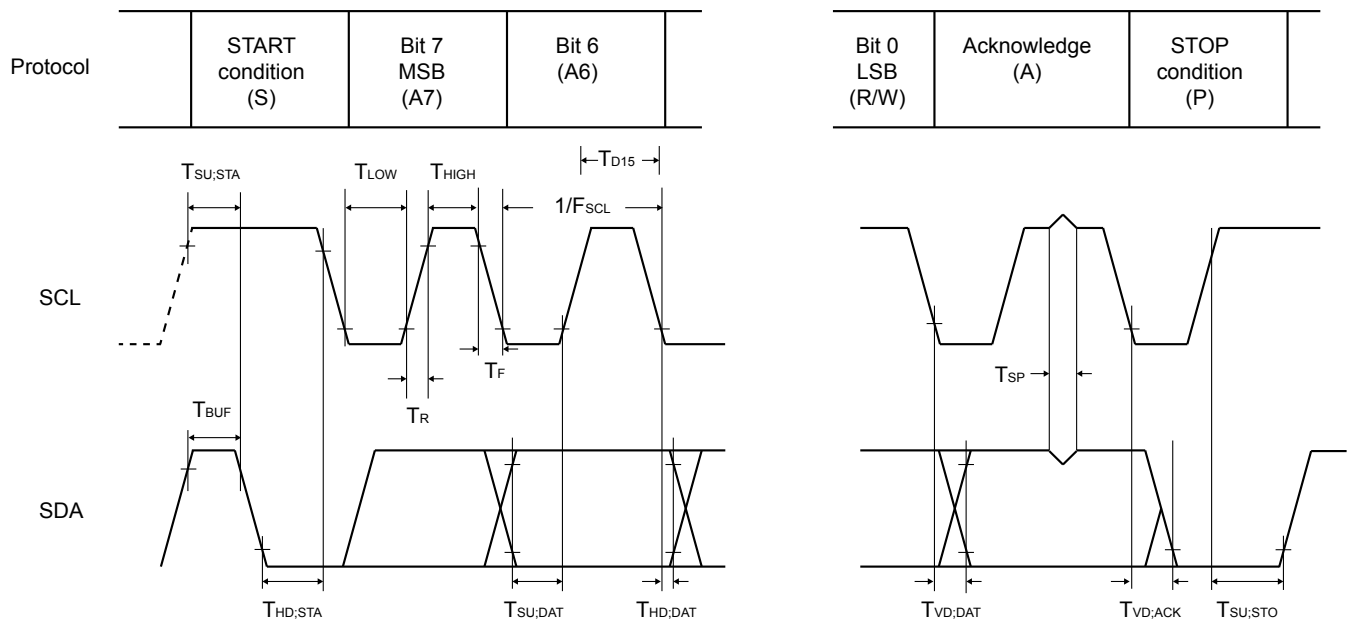 Protocol
START
condition
(S)
Bit 7
MSB
(A7)
Bit 6
(A6)
Bit 0
LSB
(R/W)
Acknowledge
(A)
STOP
condition
(P)
TSU;STA
TLOW
THIGH
TD15
1/FSCL
SCL
TF
TR
TSP
TBUF
SDA
THD;STA
TSU;DAT
THD;DAT
TVD;DAT
TVD;ACK
TSU;STO